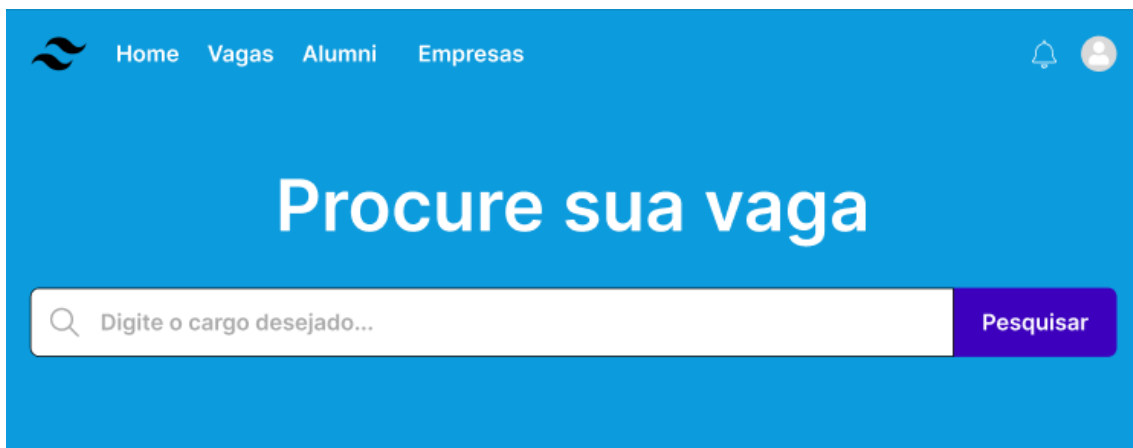 Home Vagas Alumni Empresas
Procure sua vaga
Digite o cargo desejado...
Pesquisar